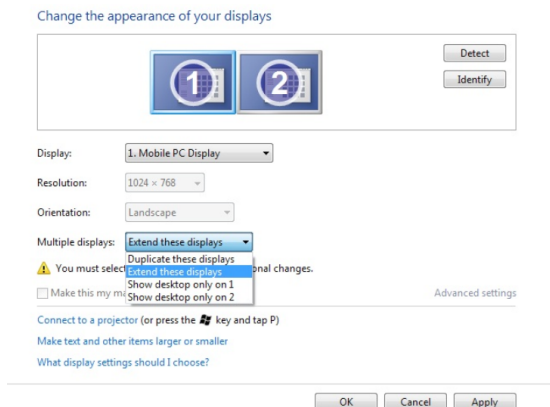 Change the appearance of your displays
Detect
Identify
1
2
Display: 1. Mobile PC Display
Resolution: 1024 × 768
Orientation: Landscape
Multiple displays: Extend these displays
Duplicate these displays
You must selec Extend these displays onal changes.
Show desktop only on 1
Make this my ma Show desktop only on 2 Advanced settings
Connect to a projector (or press the key and tap P)
Make text and other items larger or smaller
What display settings should I choose?
OK Cancel Apply